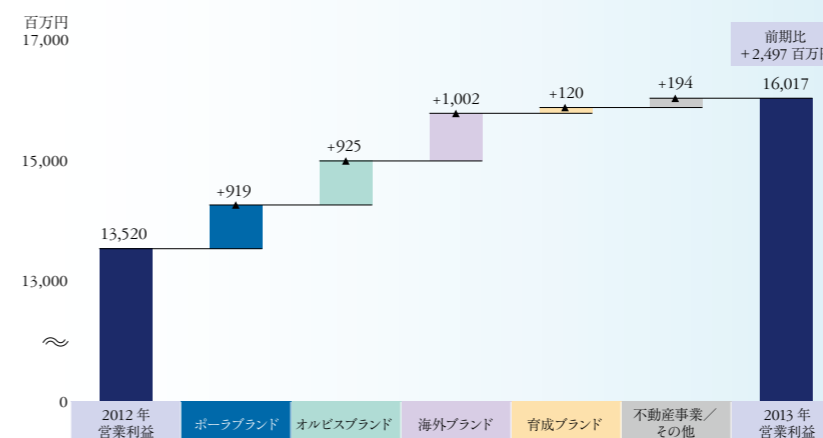 百万円
17,000
15,000
13,000
0
13,520
+919
+925
+1,002
+120
+194
前期比
+2,497 百万円
16,017
2012 年
営業利益
ポーラブランド
オルビスブランド
海外ブランド
育成ブランド
不動産事業／
その他
2013 年
営業利益